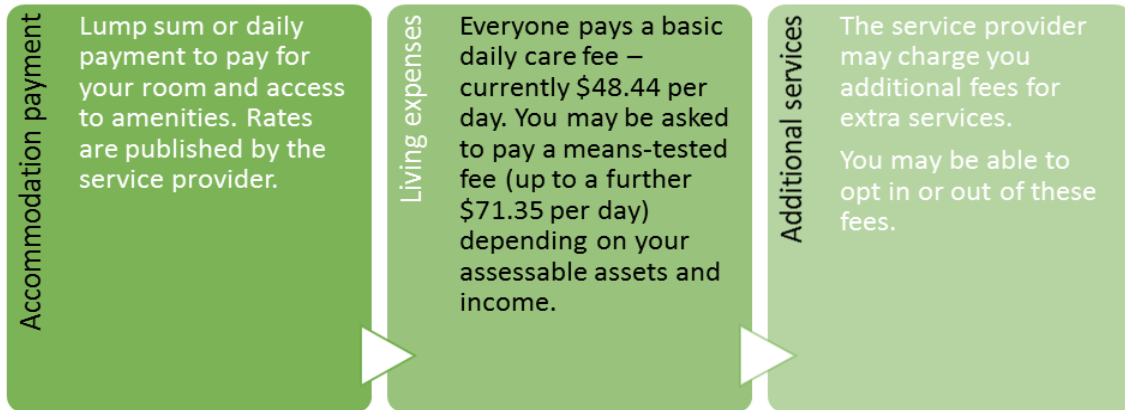 Accommodation payment
Lump sum or daily
payment to pay for
your room and access
to amenities. Rates
are published by the
service provider.
Living expenses
Everyone pays a basic
daily care fee –
currently $48.44 per
day. You may be asked
to pay a means-tested
fee (up to a further
$71.35 per day)
depending on your
assessable assets and
income.
Additional services
The service provider
may charge you
additional fees for
extra services.
You may be able to
opt in or out of these
fees.